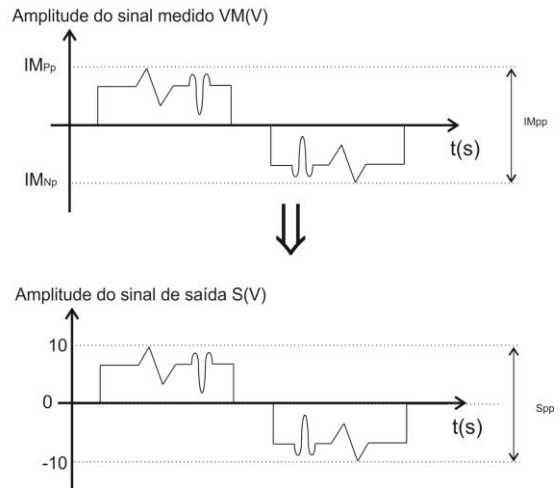 Amplitude do sinal medido VM(V)
IMPp
IMpp
t(s)
IMNp
Amplitude do sinal de saída S(V)
10
0
Spp
t(s)
-10